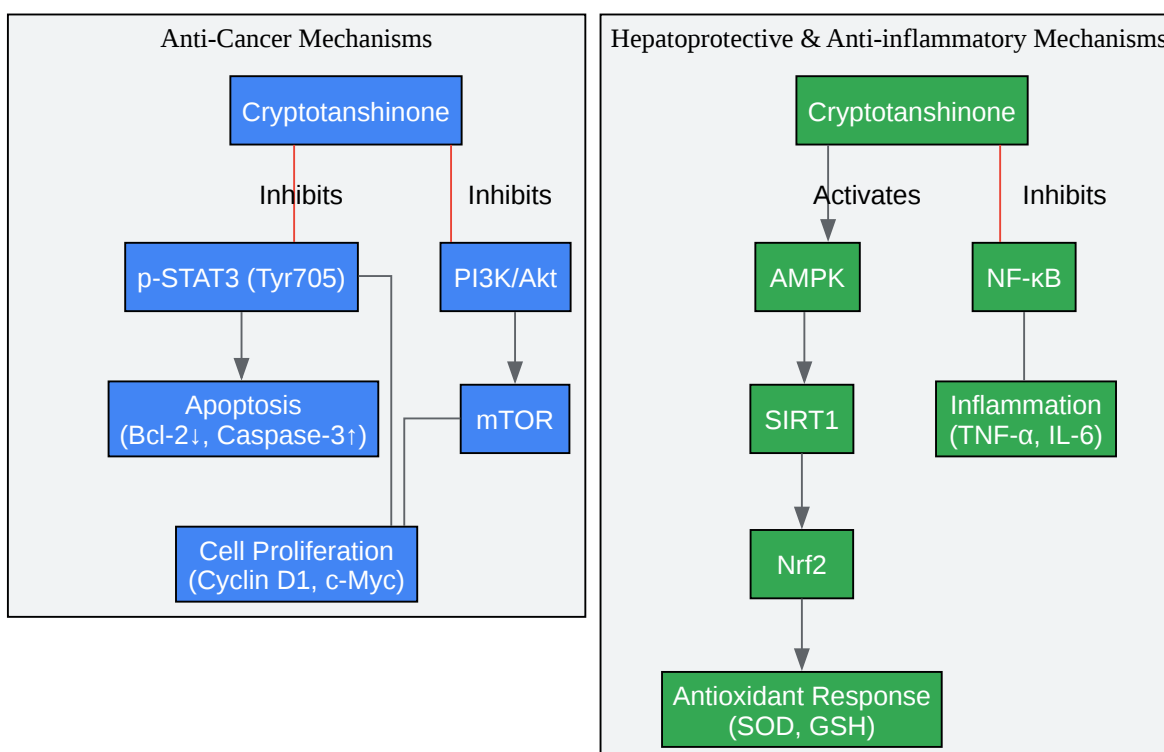 Anti-Cancer Mechanisms
Cryptotanshinone
Inhibits
Inhibits
p-STAT3 (Tyr705)
PI3K/Akt
Apoptosis
(Bcl-2↓, Caspase-3↑)
mTOR
Cell Proliferation
(Cyclin D1, c-Myc)
Hepatoprotective & Anti-inflammatory Mechanisms
Cryptotanshinone
Activates
Inhibits
AMPK
NF-κB
SIRT1
Inflammation
(TNF-α, IL-6)
Nrf2
Antioxidant Response
(SOD, GSH)